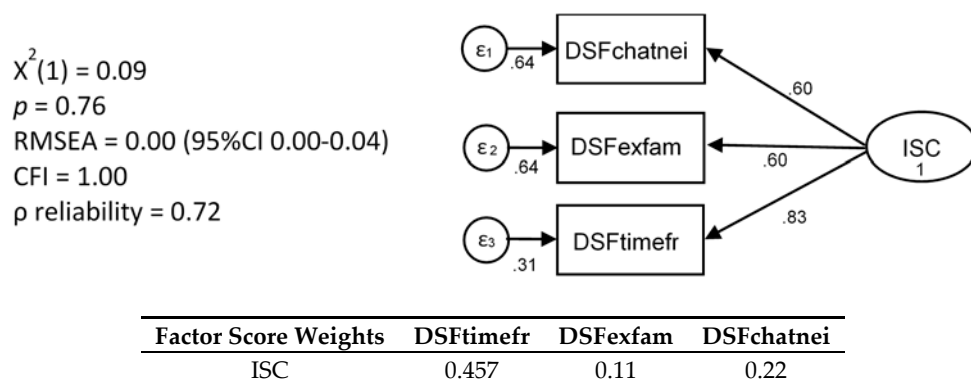 X²(1) = 0.09
p = 0.76
RMSEA = 0.00 (95%CI 0.00-0.04)
CFI = 1.00
ρ reliability = 0.72
ε₁ .64 DSFchatnei .60
ε₂ .64 DSFexfam .60
ISC 1
ε₃ .31 DSFtimefr .83
Factor Score Weights DSFtimefr DSFexfam DSFchatnei
ISC 0.457 0.11 0.22